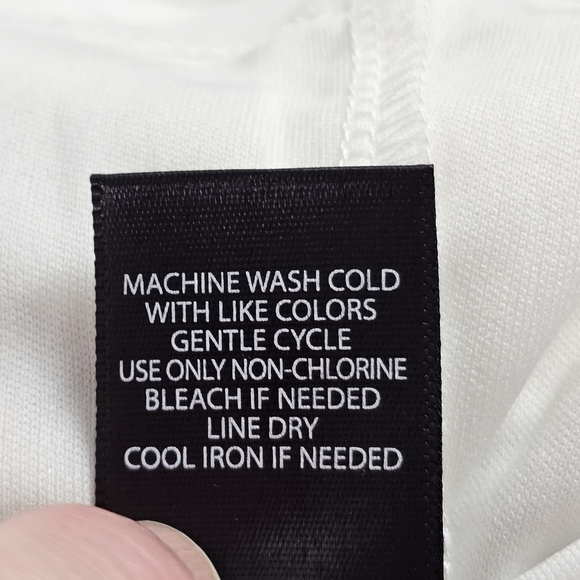 MACHINE WASH COLD
WITH LIKE COLORS
GENTLE CYCLE
USE ONLY NON-CHLORINE
BLEACH IF NEEDED
LINE DRY
COOL IRON IF NEEDED